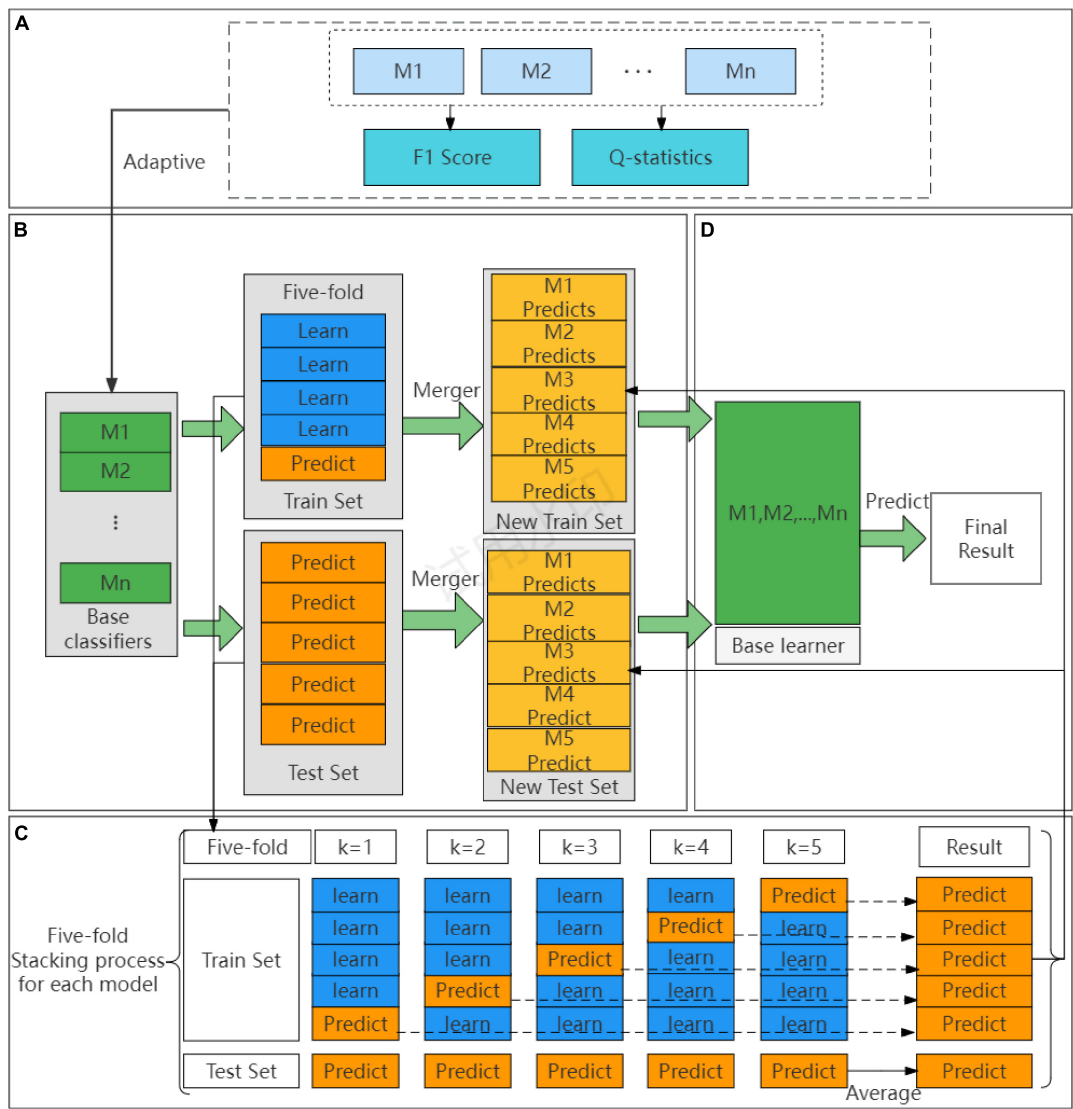 A
M1
M2
...
Mn
F1 Score
Q-statistics
Adaptive
B
Five-fold
Learn
Learn
Learn
Learn
Predict
Train Set
Merger
M1
Predicts
M2
Predicts
M3
Predicts
M4
Predicts
M5
Predicts
New Train Set
M1
M2
...
Mn
Base
classifiers
Predict
Predict
Predict
Predict
Predict
Test Set
Merger
M1
Predicts
M2
Predicts
M3
Predicts
M4
Predict
M5
Predict
New Test Set
试用水印
D
M1,M2,...,Mn
Base learner
Predict
Final
Result
C
Five-fold
Stacking process
for each model
Five-fold k=1 k=2 k=3 k=4 k=5 Result
Train Set
learn learn learn learn Predict Predict
learn learn learn Predict learn Predict
learn learn Predict learn learn Predict
learn Predict learn learn learn Predict
Predict learn learn learn learn Predict
Test Set Predict Predict Predict Predict Predict Predict
Average